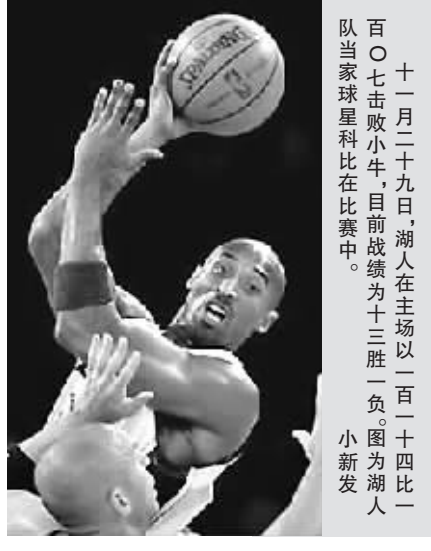 十一月二十九日，湖人在主场以一百一十四比一
百〇七击败小牛，目前战绩为十三胜一负。图为湖人
队当家球星科比在比赛中。
小新发
SPALDING